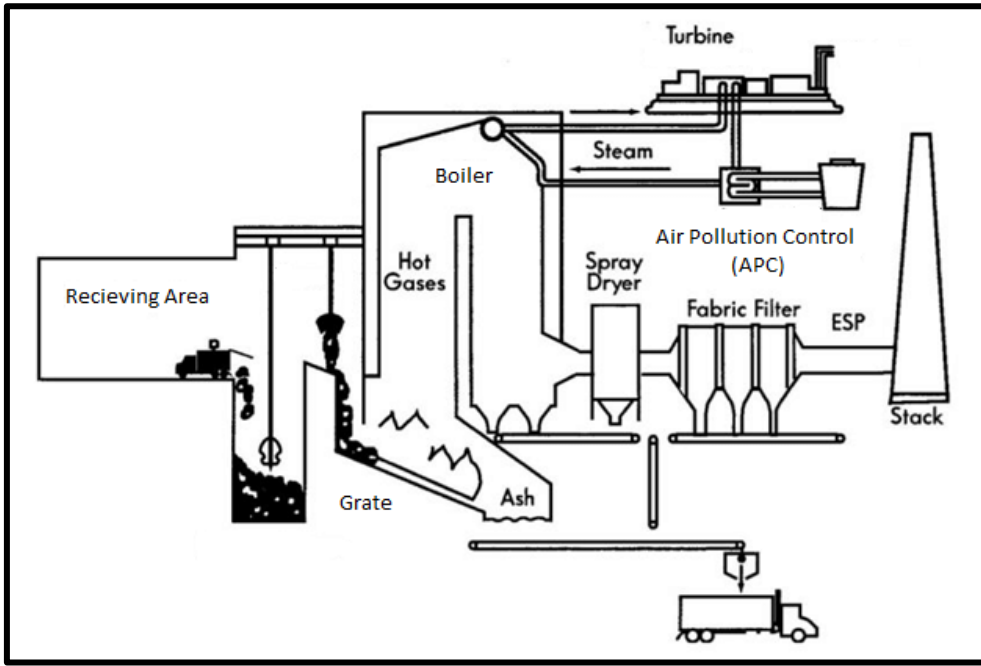 Turbine
Steam
Boiler
Air Pollution Control
(APC)
Hot
Gases
Spray
Dryer
Recieving Area
Fabric Filter
ESP
Stack
Grate
Ash